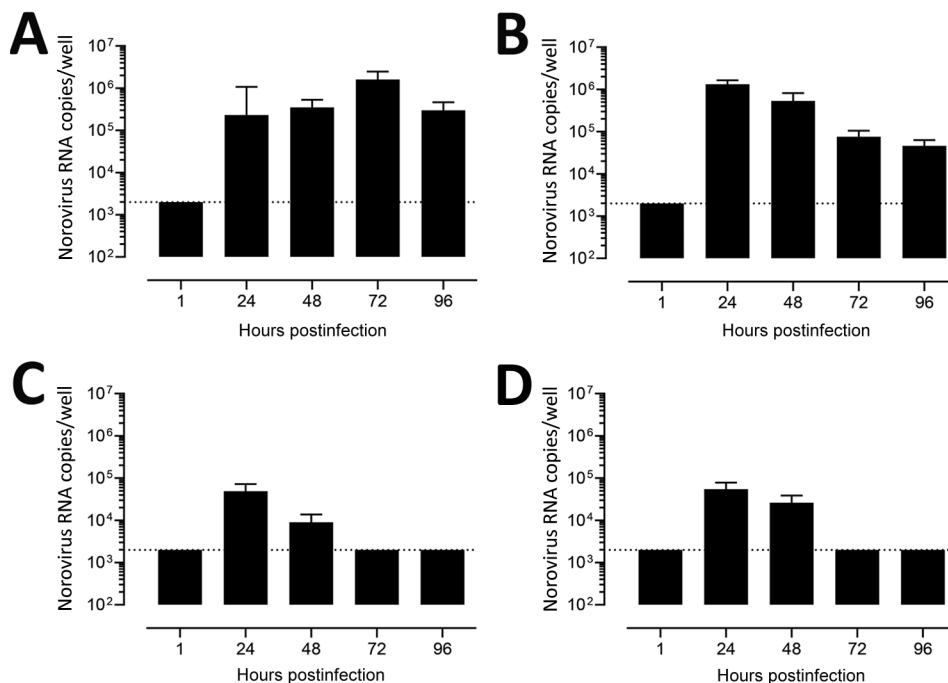 A
Norovirus RNA copies/well
10⁷
10⁶
10⁵
10⁴
10³
10²
1 24 48 72 96
Hours postinfection
B
Norovirus RNA copies/well
10⁷
10⁶
10⁵
10⁴
10³
10²
1 24 48 72 96
Hours postinfection
C
Norovirus RNA copies/well
10⁷
10⁶
10⁵
10⁴
10³
10²
1 24 48 72 96
Hours postinfection
D
Norovirus RNA copies/well
10⁷
10⁶
10⁵
10⁴
10³
10²
1 24 48 72 96
Hours postinfection